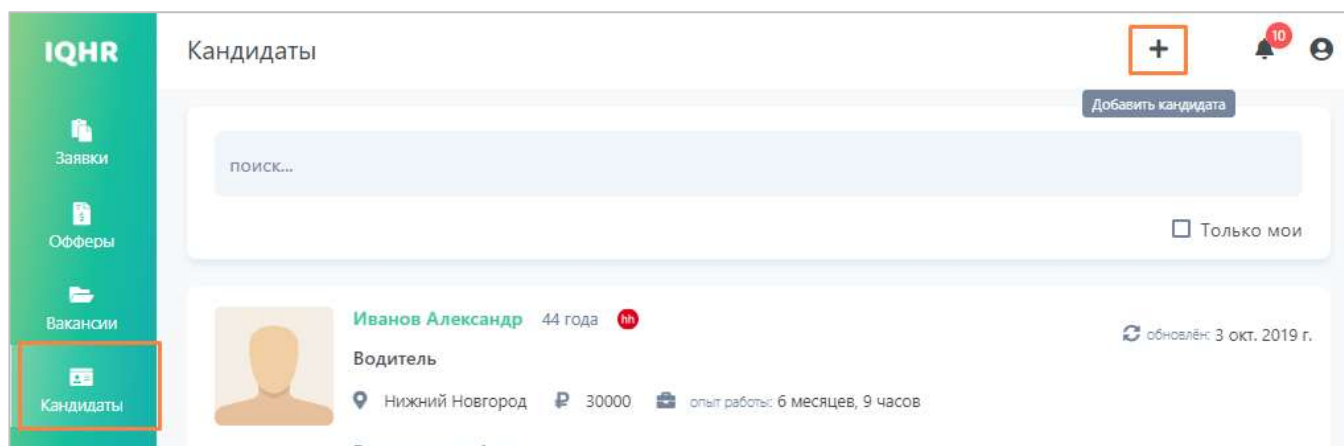 IQHR
Кандидаты
10
Добавить кандидата
Заявки
поиск...
Офферы
Только мои
Вакансии
Иванов Александр 44 года hh
обновлён: 3 окт. 2019 г.
Водитель
Кандидаты
Нижний Новгород ₽ 30000 опыт работы: 6 месяцев, 9 часов